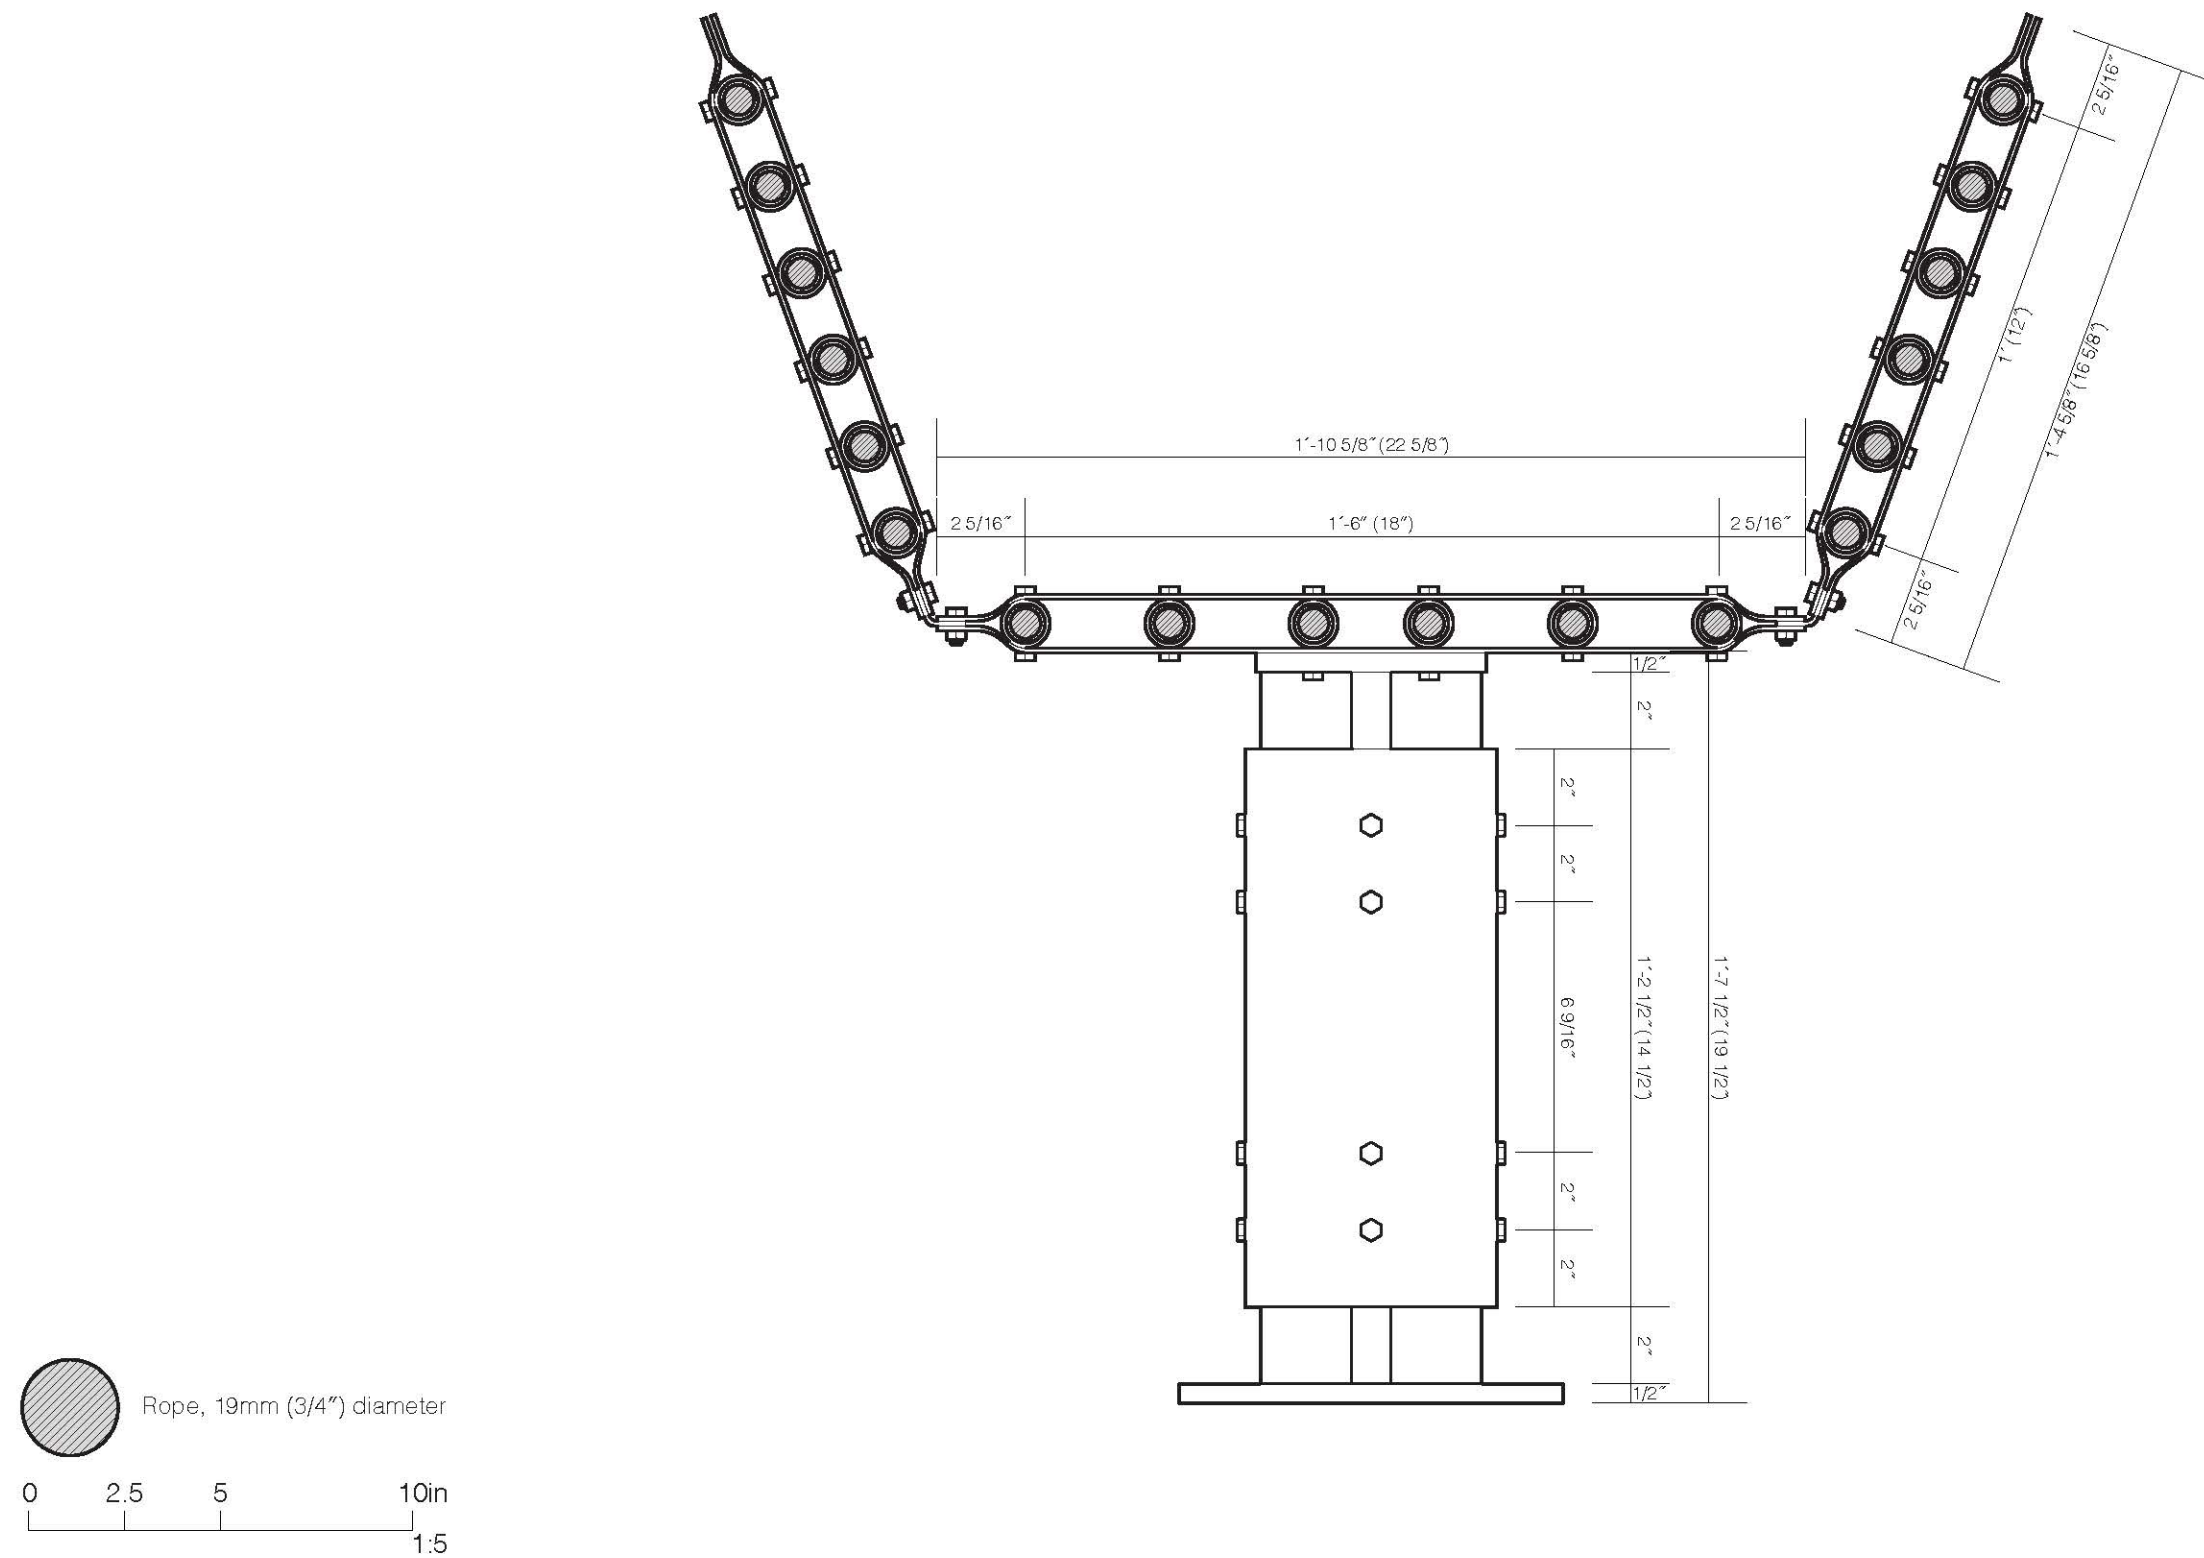 2 5/16″
1′ (12″)
1′-4 5/8″ (16 5/8″)
2 5/16″
1′-10 5/8″ (22 5/8″)
2 5/16″
1′-6″ (18″)
2 5/16″
1/2″
2″
2″
2″
6 9/16″
1′-2 1/2″ (14 1/2″)
1′-7 1/2″ (19 1/2″)
2″
2″
2″
1/2″
Rope, 19mm (3/4″) diameter
0 2.5 5 10in
1:5